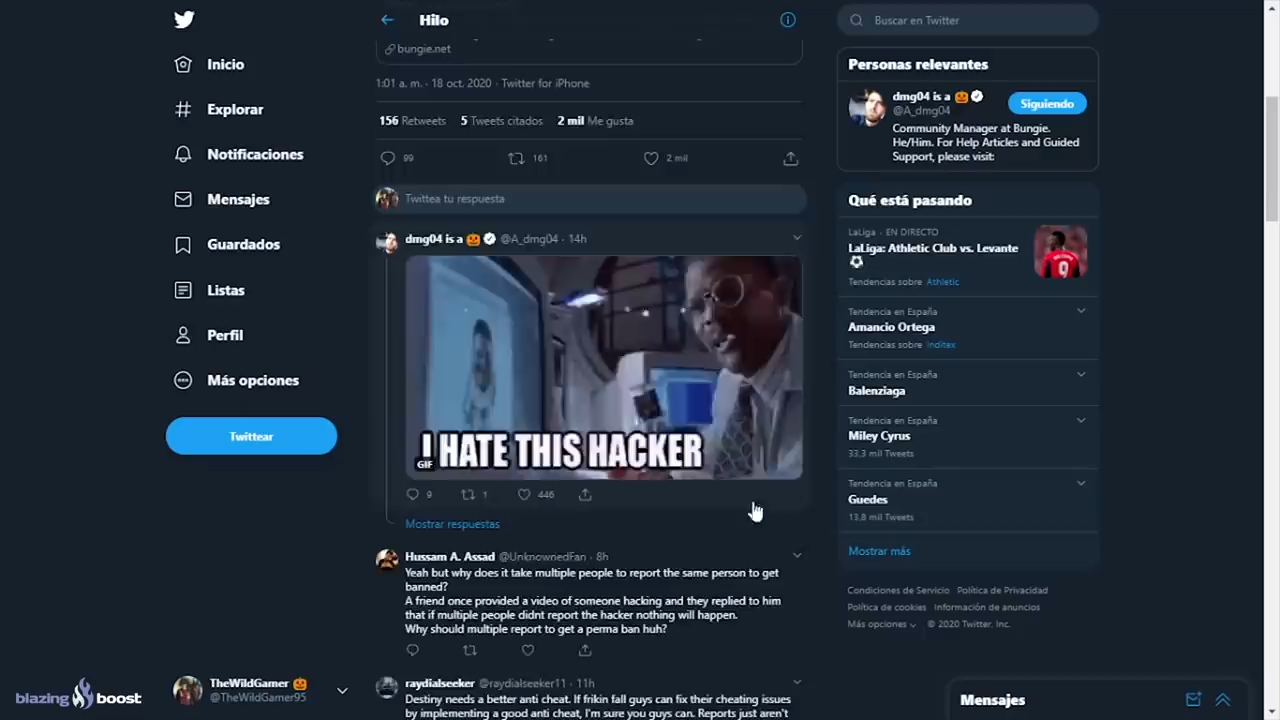 Hilo
Buscar en Twitter
Inicio
Explorar
Notificaciones
Mensajes
Guardados
Listas
Perfil
Más opciones
Twittear
TheWildGamer 🎃
@TheWildGamer95
blazing boost
bungie.net
1:01 a. m. · 18 oct. 2020 · Twitter for iPhone
156 Retweets 5 Tweets citados 2 mil Me gusta
99 161 2 mil
Twittea tu respuesta
dmg04 is a 🎃 @A_dmg04 · 14h
I HATE THIS HACKER
GIF
9 1 446
Mostrar respuestas
Hussam A. Assad @UnknownedFan · 8h
Yeah but why does it take multiple people to report the same person to get
banned?
A friend once provided a video of someone hacking and they replied to him
that if multiple people didnt report the hacker nothing will happen.
Why should multiple report to get a perma ban huh?
raydialseeker @raydialseeker11 · 11h
Destiny needs a better anti cheat. If frikin fall guys can fix their cheating issues
by implementing a good anti cheat, I'm sure you guys can. Reports just aren't
Personas relevantes
dmg04 is a 🎃
@A_dmg04
Siguiendo
Community Manager at Bungie.
He/Him. For Help Articles and Guided
Support, please visit:
Qué está pasando
LaLiga · EN DIRECTO
LaLiga: Athletic Club vs. Levante
⚽
Tendencias sobre Athletic
9
Tendencia en España
Amancio Ortega
Tendencias sobre Inditex
Tendencia en España
Balenziaga
Tendencia en España
Miley Cyrus
33,3 mil Tweets
Tendencia en España
Guedes
13,8 mil Tweets
Mostrar más
Condiciones de Servicio Política de Privacidad
Política de cookies Información de anuncios
Más opciones © 2020 Twitter, Inc.
Mensajes